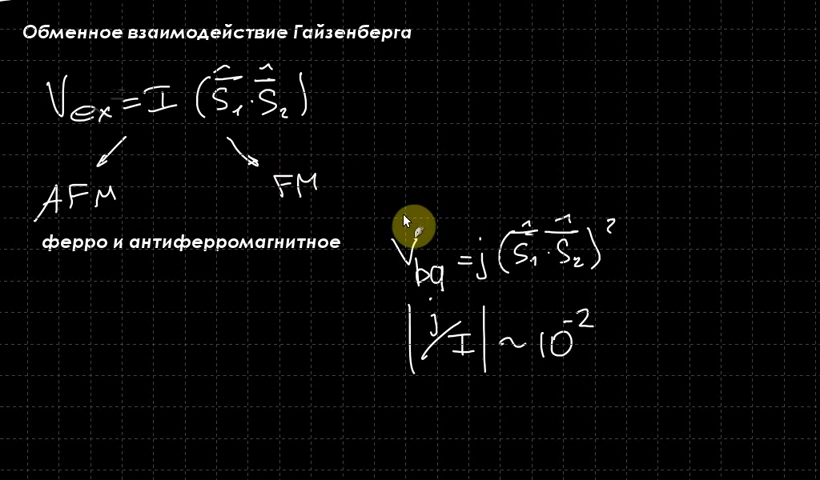 Обменное взаимодействие Гайзенберга
V_ex = I (Ŝ₁ · Ŝ₂)
AFM
FM
ферро и антиферромагнитное
V_bq = j (Ŝ₁ · Ŝ₂)²
|j/I| ~ 10⁻²